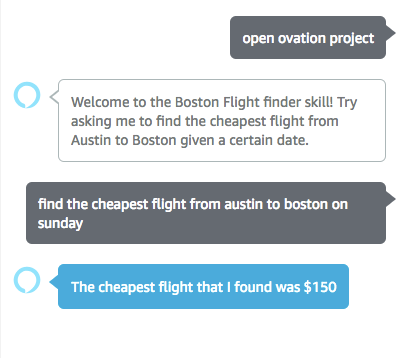 open ovation project
Welcome to the Boston Flight finder skill! Try
asking me to find the cheapest flight from
Austin to Boston given a certain date.
find the cheapest flight from austin to boston on
sunday
The cheapest flight that I found was $150